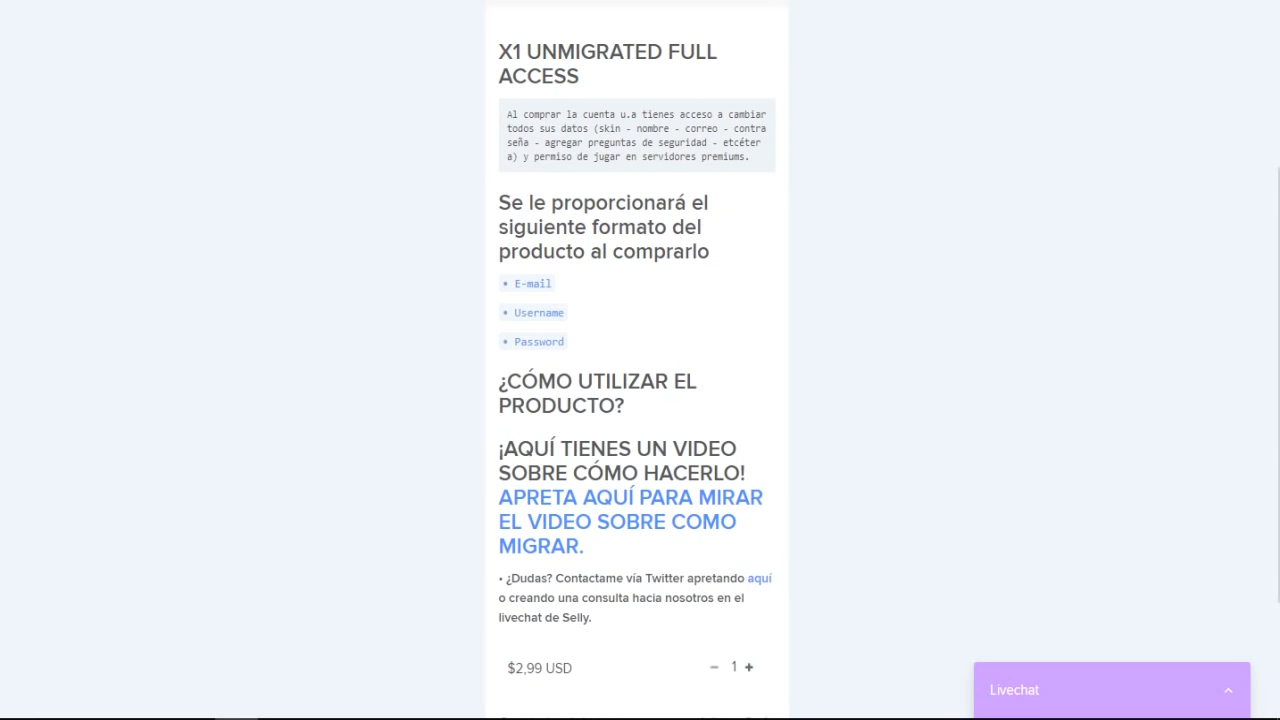 X1 UNMIGRATED FULL
ACCESS
Al comprar la cuenta u.a tienes acceso a cambiar
todos sus datos (skin - nombre - correo - contra
seña - agregar preguntas de seguridad - etcéter
a) y permiso de jugar en servidores premiums.
Se le proporcionará el
siguiente formato del
producto al comprarlo
• E-mail
• Username
• Password
¿CÓMO UTILIZAR EL
PRODUCTO?
¡AQUÍ TIENES UN VIDEO
SOBRE CÓMO HACERLO!
APRETA AQUÍ PARA MIRAR
EL VIDEO SOBRE COMO
MIGRAR.
• ¿Dudas? Contactame vía Twitter apretando aquí
o creando una consulta hacia nosotros en el
livechat de Selly.
$2,99 USD
− 1 +
Livechat